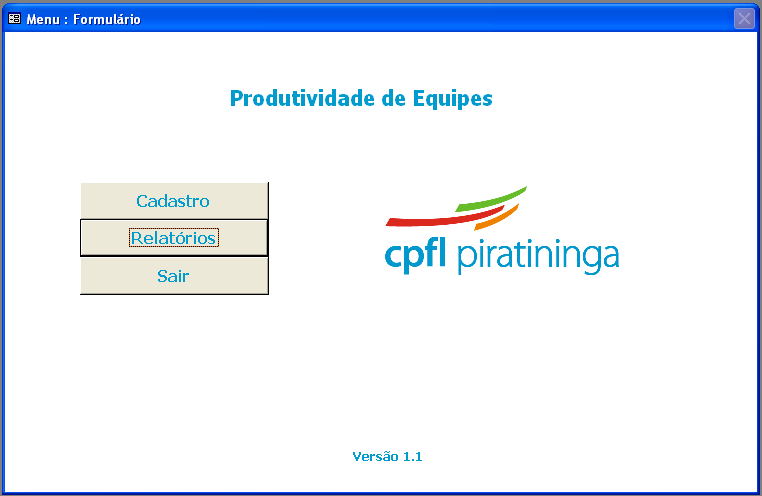 Menu : Formulário
Produtividade de Equipes
Cadastro
Relatórios
Sair
cpfl piratininga
Versão 1.1